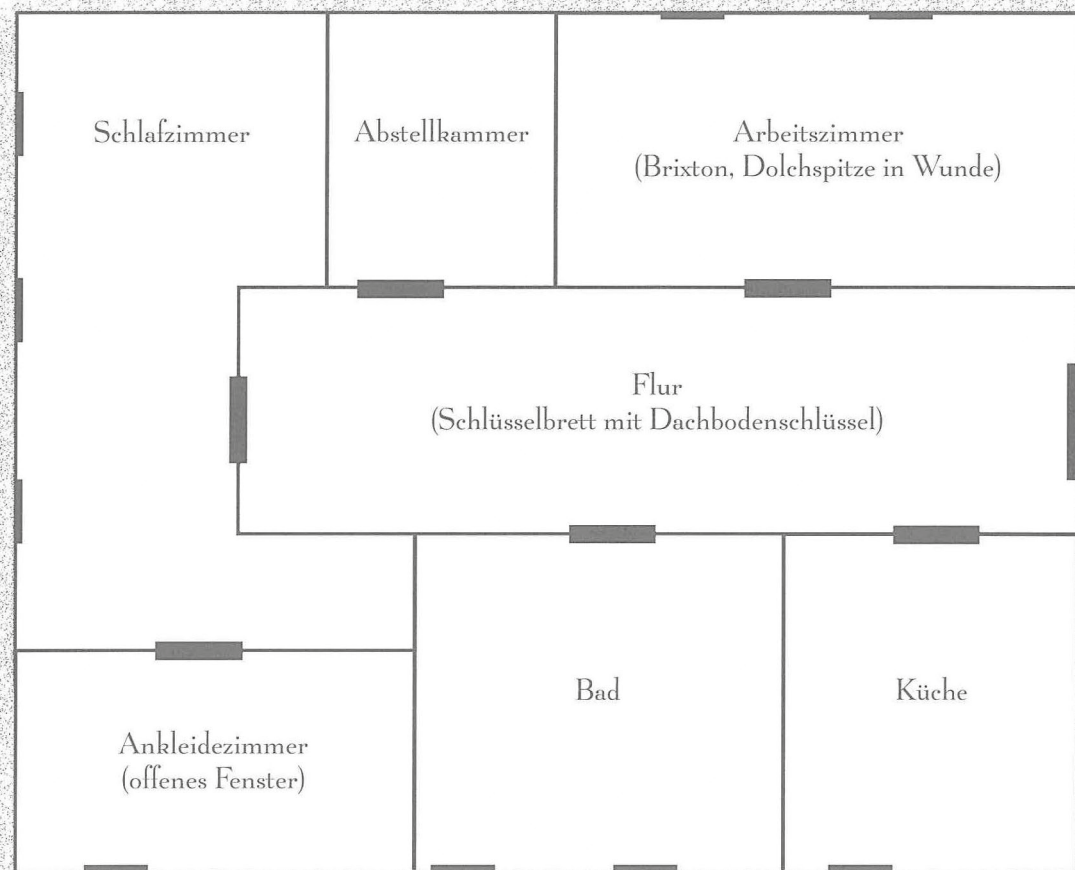 Schlafzimmer
Abstellkammer
Arbeitszimmer
(Brixton, Dolchspitze in Wunde)
Flur
(Schlüsselbrett mit Dachbodenschlüssel)
Ankleidezimmer
(offenes Fenster)
Bad
Küche